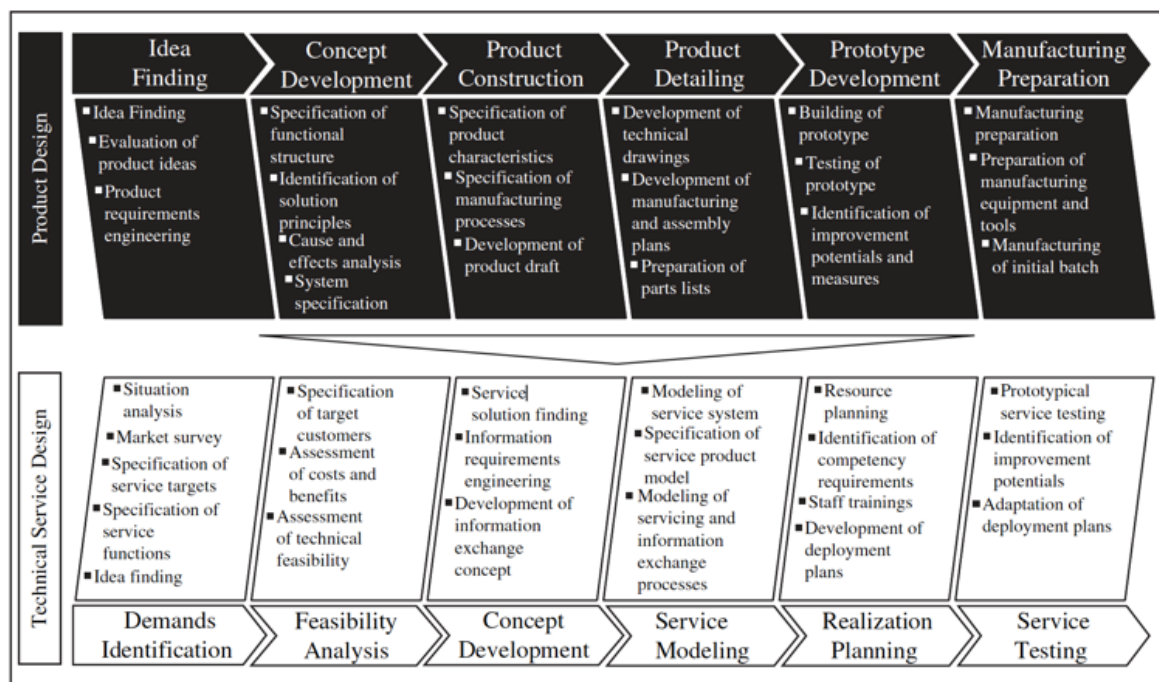 Product Design
Idea
Finding
Concept
Development
Product
Construction
Product
Detailing
Prototype
Development
Manufacturing
Preparation
Idea Finding
Evaluation of
product ideas
Product
requirements
engineering
Specification of
functional
structure
Identification of
solution
principles
Cause and
effects analysis
System
specification
Specification of
product
characteristics
Specification of
manufacturing
processes
Development of
product draft
Development of
technical
drawings
Development of
manufacturing
and assembly
plans
Preparation of
parts lists
Building of
prototype
Testing of
prototype
Identification of
improvement
potentials and
measures
Manufacturing
preparation
Preparation of
manufacturing
equipment and
tools
Manufacturing
of initial batch
Technical Service Design
Situation
analysis
Market survey
Specification of
service targets
Specification of
service
functions
Idea finding
Specification
of target
customers
Assessment
of costs and
benefits
Assessment
of technical
feasibility
Service
solution finding
Information
requirements
engineering
Development of
information
exchange
concept
Modeling of
service system
Specification of
service product
model
Modeling of
servicing and
information
exchange
processes
Resource
planning
Identification of
competency
requirements
Staff trainings
Development of
deployment
plans
Prototypical
service testing
Identification of
improvement
potentials
Adaptation of
deployment plans
Demands
Identification
Feasibility
Analysis
Concept
Development
Service
Modeling
Realization
Planning
Service
Testing